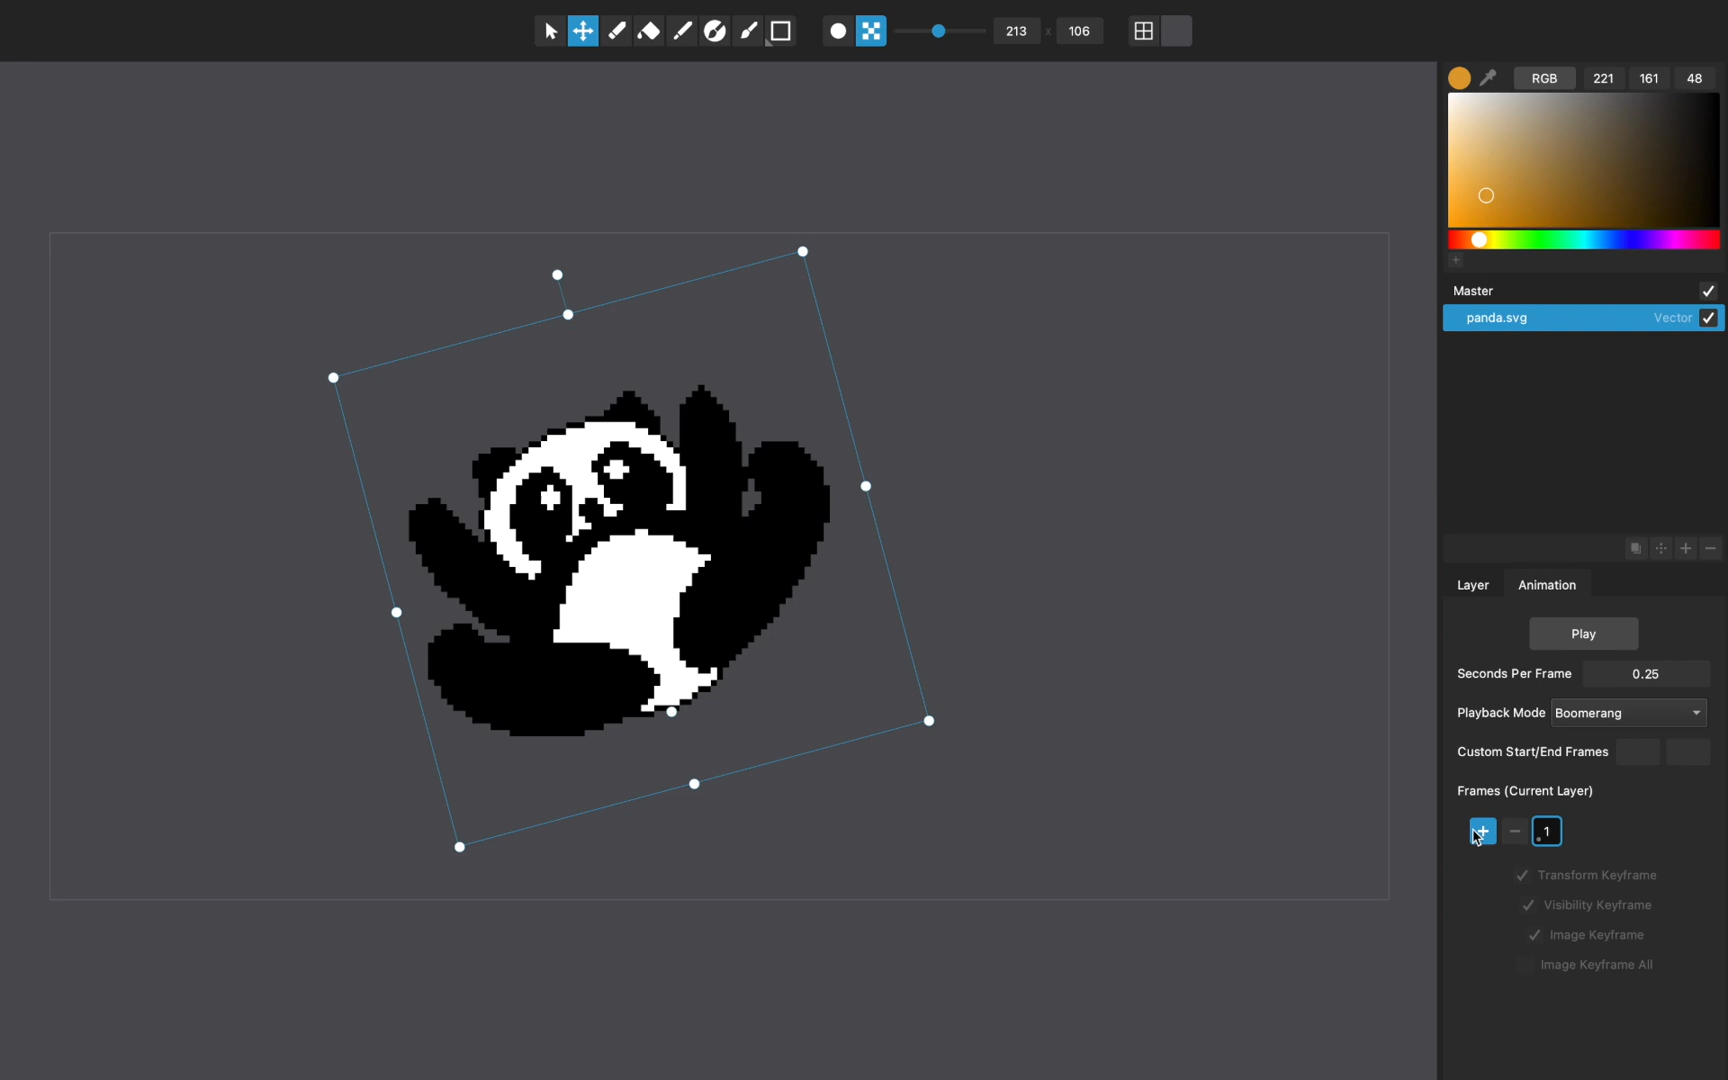 213 x 106
RGB 221 161 48
Master
panda.svg Vector
Layer Animation
Play
Seconds Per Frame 0.25
Playback Mode Boomerang
Custom Start/End Frames
Frames (Current Layer)
+ − 1
Transform Keyframe
Visibility Keyframe
Image Keyframe
Image Keyframe All